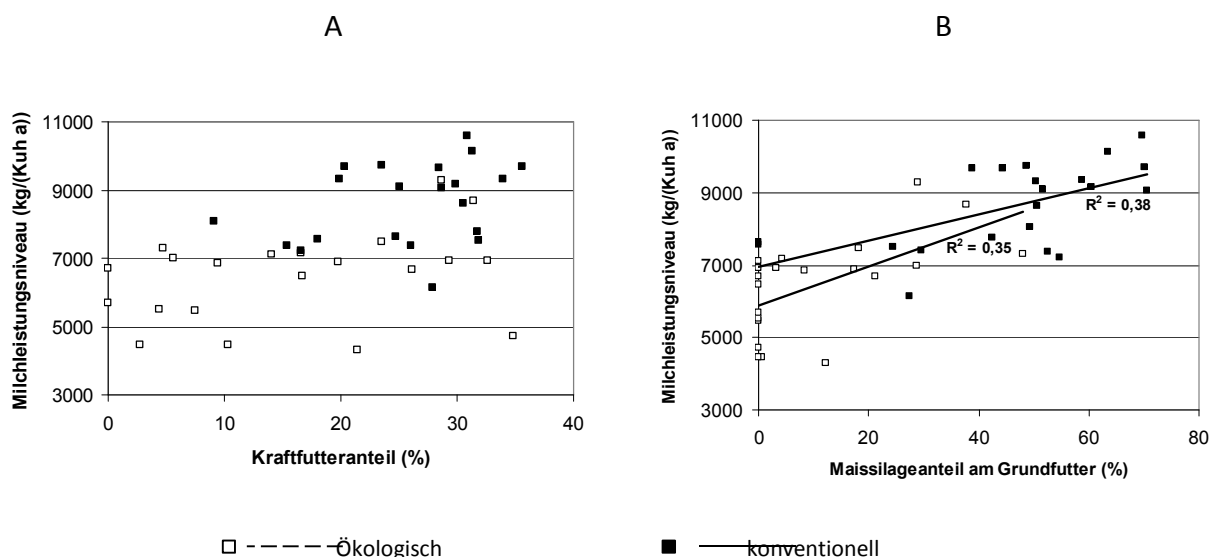 A
B
Milchleistungsniveau (kg/(Kuh a))
11000
9000
7000
5000
3000
0
10
20
30
40
Kraftfutteranteil (%)
Milchleistungsniveau (kg/(Kuh a))
11000
9000
7000
5000
3000
R² = 0,38
R² = 0,35
0
20
40
60
80
Maissilageanteil am Grundfutter (%)
Ökologisch
konventionell